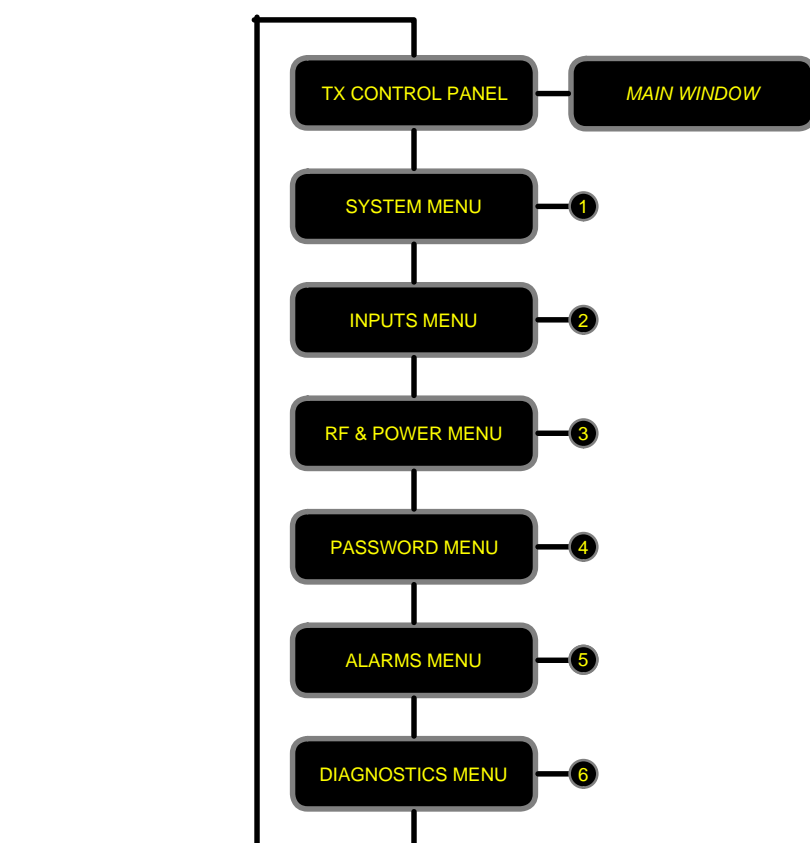 TX CONTROL PANEL
MAIN WINDOW
SYSTEM MENU
1
INPUTS MENU
2
RF & POWER MENU
3
PASSWORD MENU
4
ALARMS MENU
5
DIAGNOSTICS MENU
6